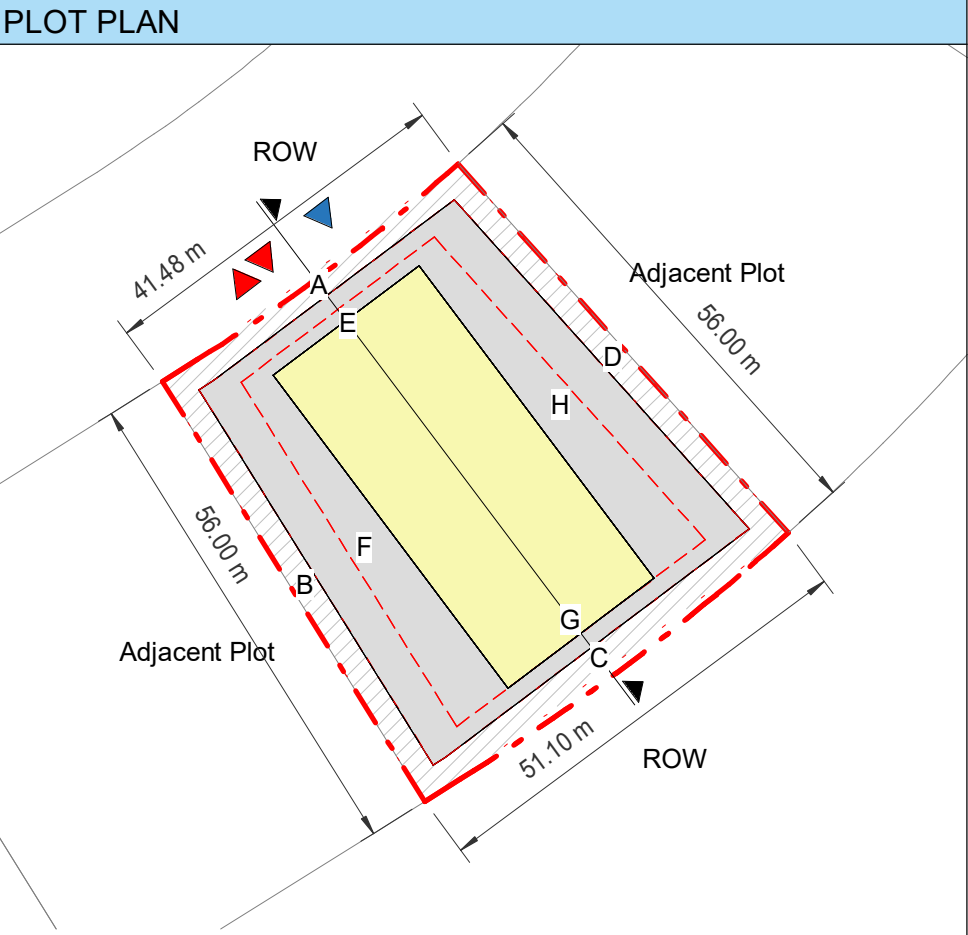 PLOT PLAN
ROW
41.48 m
A
E
Adjacent Plot
56.00 m
D
H
56.00 m
F
B
Adjacent Plot
G
C
51.10 m
ROW